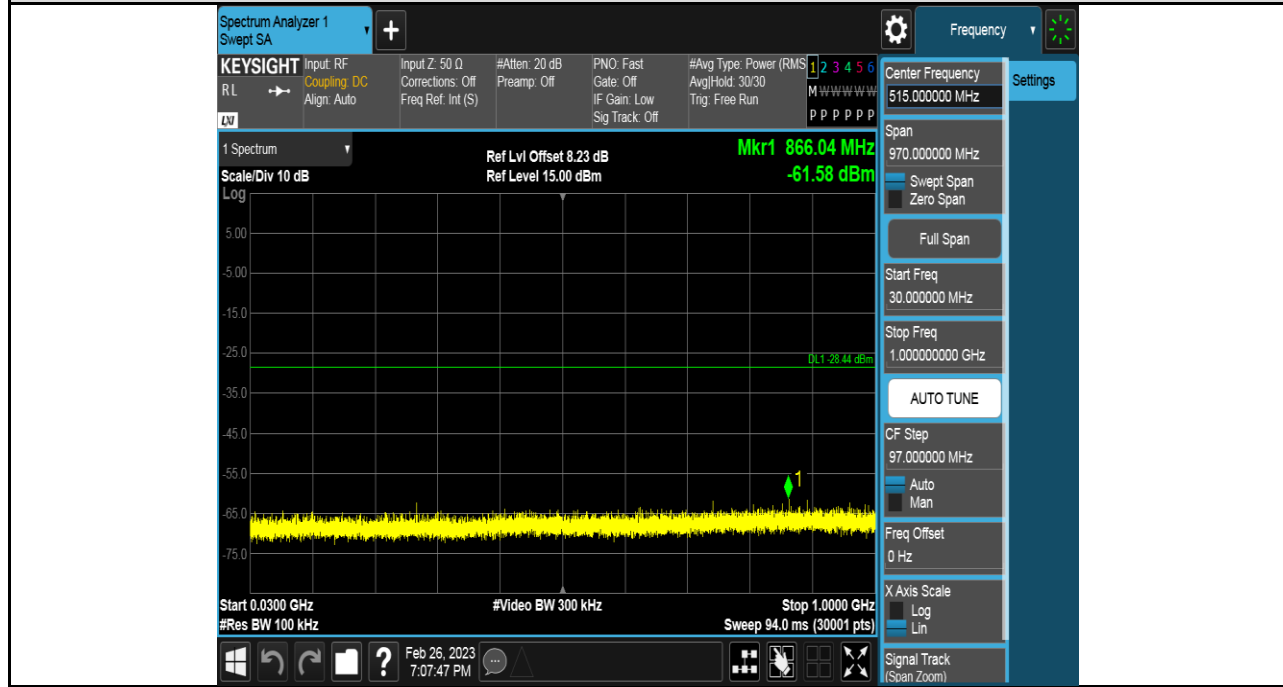 Spectrum Analyzer 1
Swept SA
+
Frequency
KEYSIGHT
RL
LXI
Input: RF
Coupling: DC
Align: Auto
Input Z: 50 Ω
Corrections: Off
Freq Ref: Int (S)
#Atten: 20 dB
Preamp: Off
PNO: Fast
Gate: Off
IF Gain: Low
Sig Track: Off
#Avg Type: Power (RMS
Avg|Hold: 30/30
Trig: Free Run
1 2 3 4 5 6
M W W W W W
P P P P P P
1 Spectrum
Scale/Div 10 dB
Log
Ref Lvl Offset 8.23 dB
Ref Level 15.00 dBm
Mkr1 866.04 MHz
-61.58 dBm
5.00
-5.00
-15.0
-25.0
DL1 -28.44 dBm
-35.0
-45.0
-55.0
1
-65.0
-75.0
Start 0.0300 GHz
#Video BW 300 kHz
Stop 1.0000 GHz
#Res BW 100 kHz
Sweep 94.0 ms (30001 pts)
?
Feb 26, 2023
7:07:47 PM
Center Frequency
515.000000 MHz
Settings
Span
970.000000 MHz
Swept Span
Zero Span
Full Span
Start Freq
30.000000 MHz
Stop Freq
1.000000000 GHz
AUTO TUNE
CF Step
97.000000 MHz
Auto
Man
Freq Offset
0 Hz
X Axis Scale
Log
Lin
Signal Track
(Span Zoom)